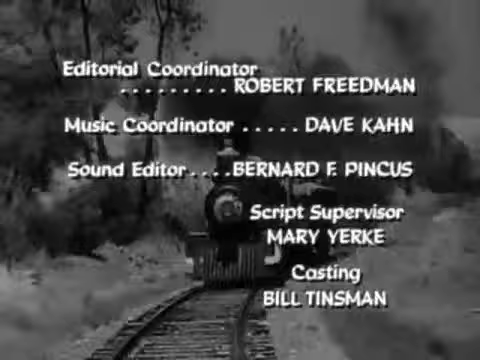 Editorial Coordinator
......... ROBERT FREEDMAN
Music Coordinator ..... DAVE KAHN
Sound Editor .... BERNARD F. PINCUS
Script Supervisor
MARY YERKE
Casting
BILL TINSMAN